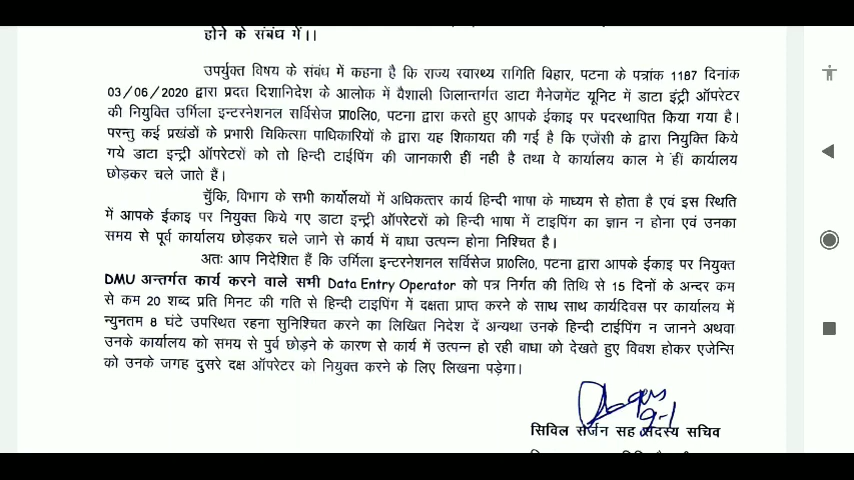 होने के संबंध में।।
उपर्युक्त विषय के संबंध में कहना है कि राज्य स्वास्थ्य समिति बिहार, पटना के पत्रांक 1187 दिनांक
03/06/2020 द्वारा प्रदत दिशानिदेश के आलोक में वैशाली जिलान्तर्गत डाटा मैनेजमेंट यूनिट में डाटा इंट्री ऑपरेटर
की नियुक्ति उर्मिला इन्टरनेशनल सर्विसेज प्रा0लि0, पटना द्वारा करते हुए आपके ईकाइ पर पदस्थापित किया गया है।
परन्तु कई प्रखंडों के प्रभारी चिकित्सा पाधिकारियों के द्वारा यह शिकायत की गई है कि एजेंसी के द्वारा नियुक्ति किये
गये डाटा इन्ट्री ऑपरेटरों को तो हिन्दी टाईपिंग की जानकारी हीं नही है तथा वे कार्यालय काल मे हीं कार्यालय
छोड़कर चले जाते हैं।
चुँकि, विभाग के सभी कार्योलयों में अधिकत्तर कार्य हिन्दी भाषा के माध्यम से होता है एवं इस स्थिति
में आपके ईकाइ पर नियुक्त किये गए डाटा इन्ट्री ऑपरेटरों को हिन्दी भाषा में टाइपिंग का ज्ञान न होना एवं उनका
समय से पूर्व कार्यालय छोड़कर चले जाने से कार्य में बाधा उत्पन्न होना निश्चित है।
अतः आप निदेशित हैं कि उर्मिला इन्टरनेशनल सर्विसेज प्रा0लि0, पटना द्वारा आपके ईकाइ पर नियुक्त
DMU अन्तर्गत कार्य करने वाले सभी Data Entry Operator को पत्र निर्गत की तिथि से 15 दिनों के अन्दर कम
से कम 20 शब्द प्रति मिनट की गति से हिन्दी टाइपिंग में दक्षता प्राप्त करने के साथ साथ कार्यदिवस पर कार्यालय में
न्युनतम 8 घंटे उपस्थित रहना सुनिश्चित करने का लिखित निदेश दें अन्यथा उनके हिन्दी टाईपिंग न जानने अथवा
उनके कार्यालय को समय से पुर्व छोड़ने के कारण से कार्य में उत्पन्न हो रही बाधा को देखते हुए विवश होकर एजेन्सि
को उनके जगह दुसरे दक्ष ऑपरेटर को नियुक्त करने के लिए लिखना पड़ेगा।
सिविल सर्जन सह सदस्य सचिव